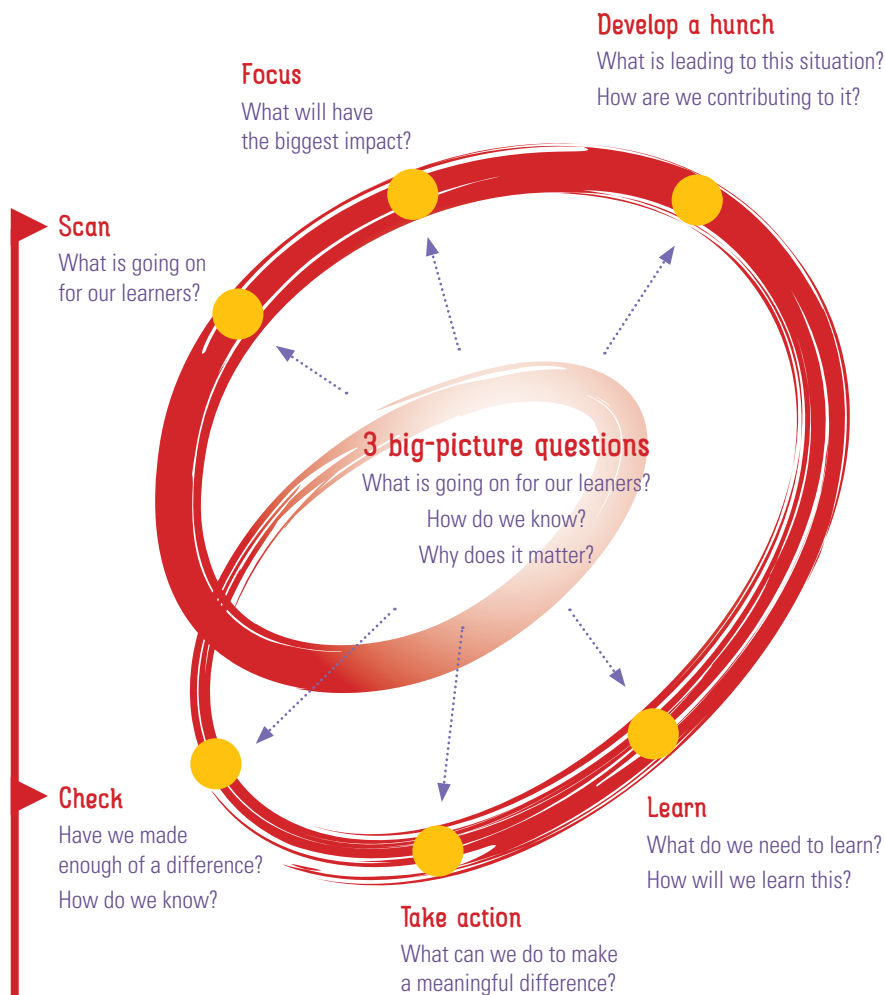 Develop a hunch
What is leading to this situation?
How are we contributing to it?
Focus
What will have
the biggest impact?
Scan
What is going on
for our learners?
3 big-picture questions
What is going on for our leaners?
How do we know?
Why does it matter?
Check
Have we made
enough of a difference?
How do we know?
Learn
What do we need to learn?
How will we learn this?
Take action
What can we do to make
a meaningful difference?